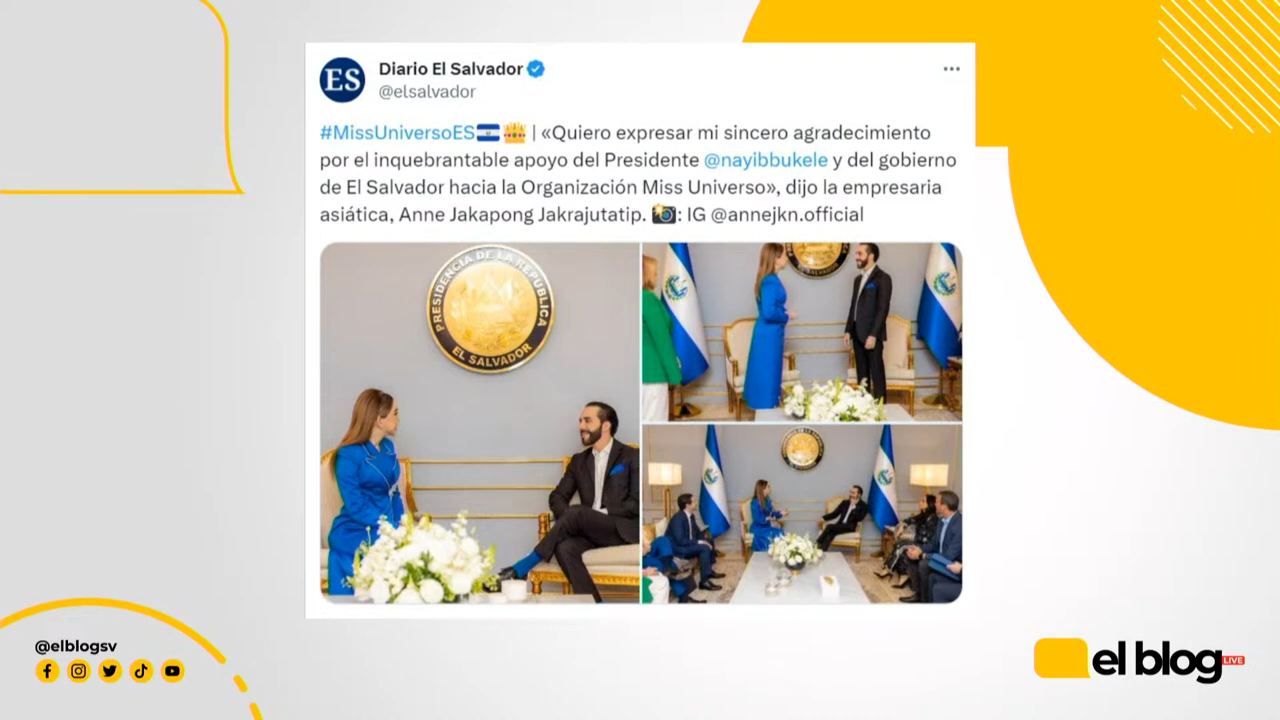 ES
Diario El Salvador
@elsalvador
#MissUniversoES🇸🇻👑 | «Quiero expresar mi sincero agradecimiento
por el inquebrantable apoyo del Presidente @nayibbukele y del gobierno
de El Salvador hacia la Organización Miss Universo», dijo la empresaria
asiática, Anne Jakapong Jakrajutatip. 📸: IG @annejkn.official
PRESIDENCIA DE LA REPUBLICA
EL SALVADOR
@elblogsv
el blog LIVE